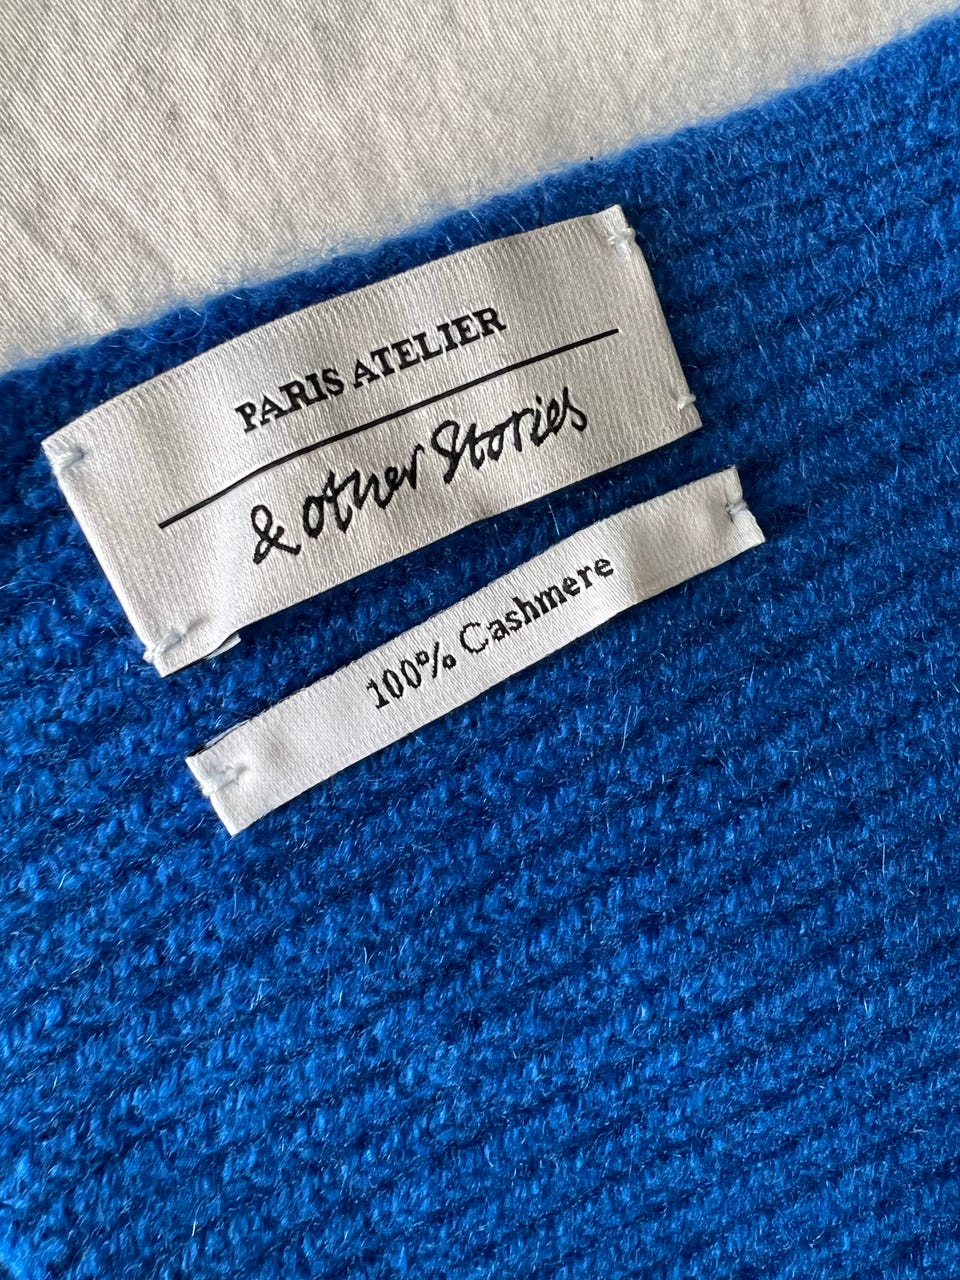 PARIS ATELIER
& other Stories
100% Cashmere